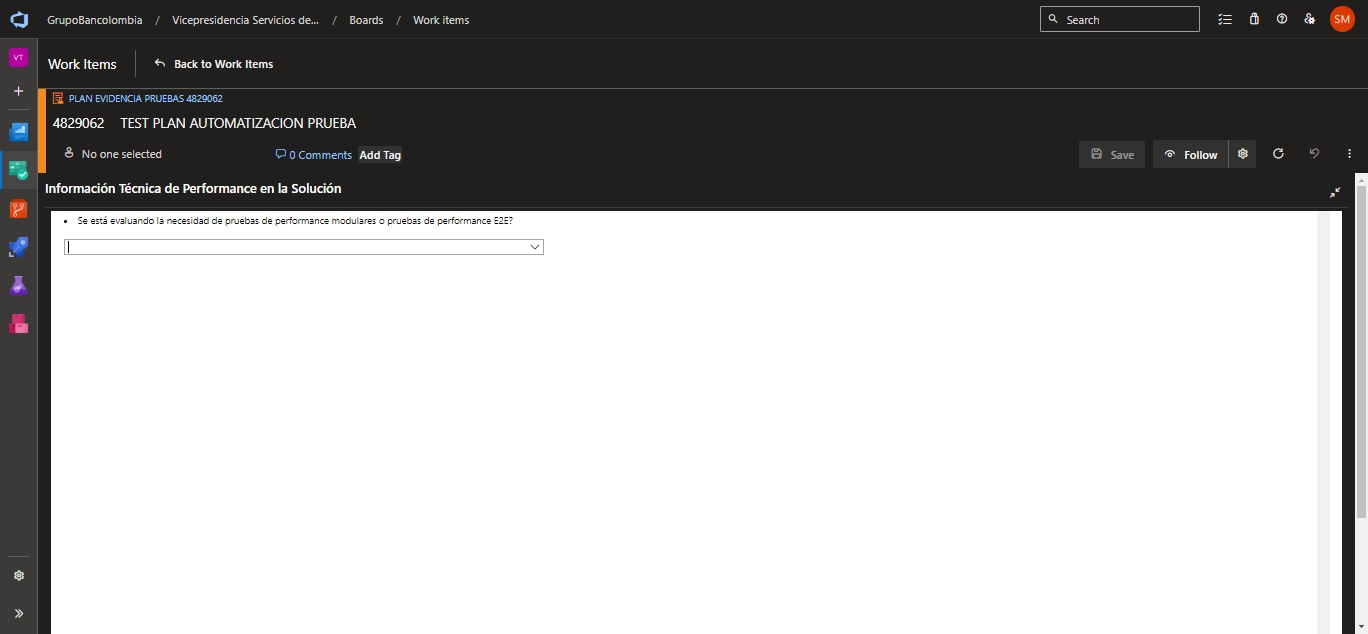 GrupoBancolombia / Vicepresidencia Servicios de... / Boards / Work items
Search
SM
VT
Work Items
Back to Work Items
PLAN EVIDENCIA PRUEBAS 4829062
4829062 TEST PLAN AUTOMATIZACION PRUEBA
No one selected
0 Comments
Add Tag
Save
Follow
Información Técnica de Performance en la Solución
• Se está evaluando la necesidad de pruebas de performance modulares o pruebas de performance E2E?